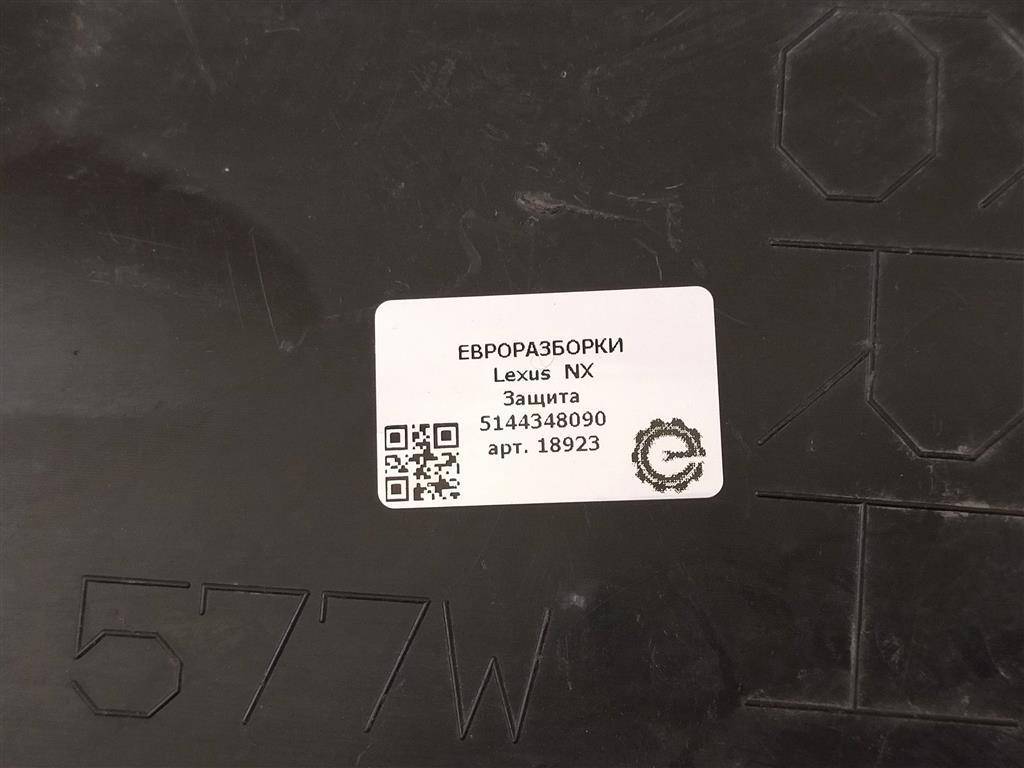 ЕВРОРАЗБОРКИ
Lexus NX
Защита
5144348090
арт. 18923
577W